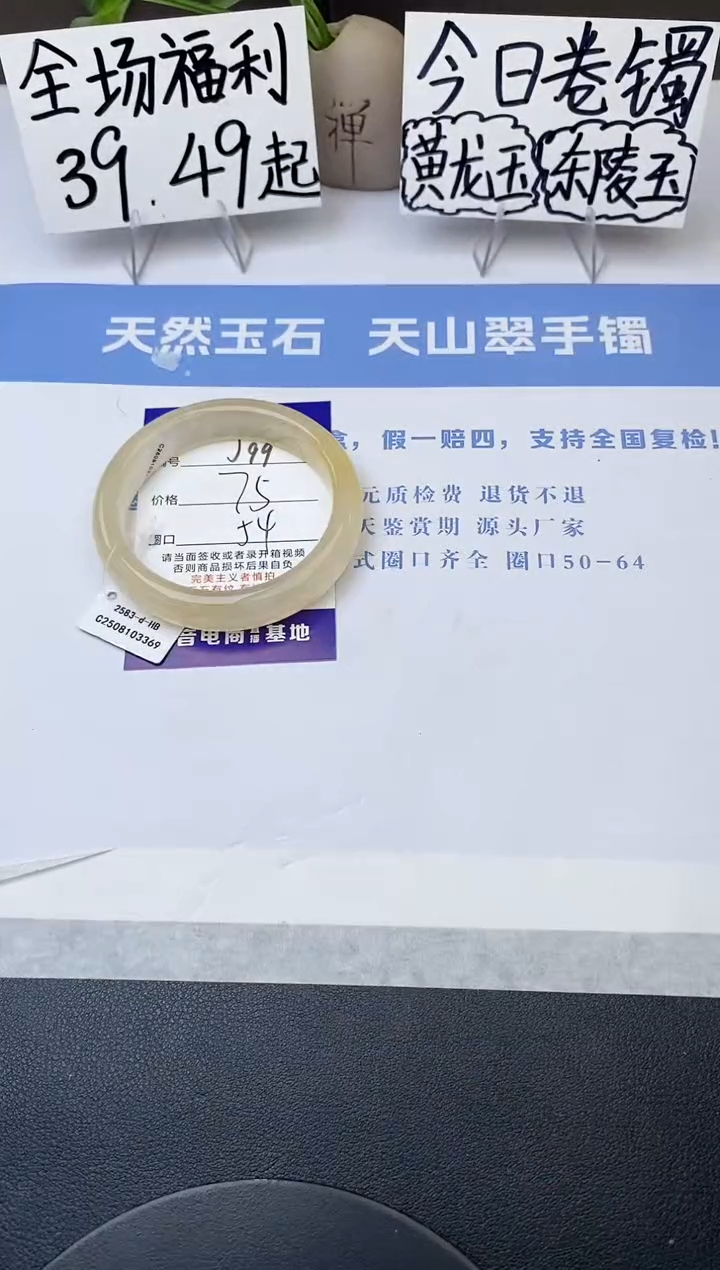 全场福利
39.49起
禅
今日卷镯
黄龙玉 东陵玉
天然玉石 天山翠手镯
，假一赔四，支持全国复检!
元质检费 退货不退
天鉴赏期 源头厂家
式圈口齐全 圈口50-64
号 J99
价格 75
圈口 54
请当面签收或者录开箱视频
否则商品损坏后果自负
完美主义者慎拍
2583-d-11B
C2508103369
音电商 基地